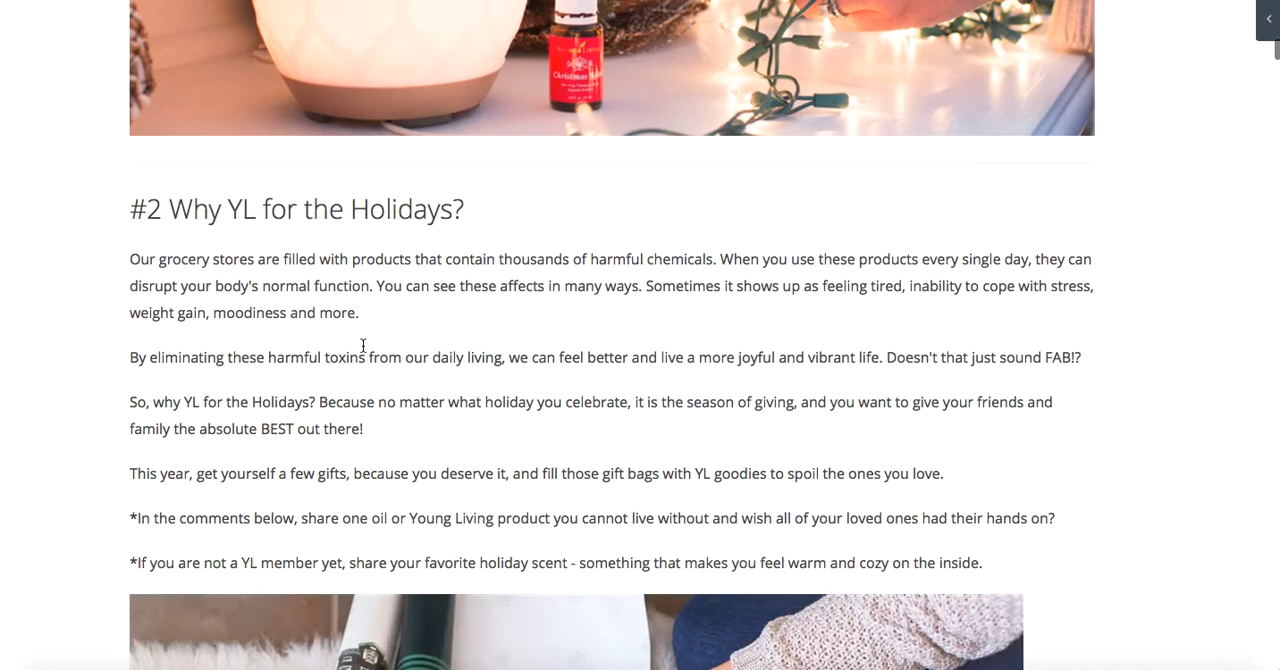 Christmas
#2 Why YL for the Holidays?
Our grocery stores are filled with products that contain thousands of harmful chemicals. When you use these products every single day, they can
disrupt your body's normal function. You can see these affects in many ways. Sometimes it shows up as feeling tired, inability to cope with stress,
weight gain, moodiness and more.
By eliminating these harmful toxins from our daily living, we can feel better and live a more joyful and vibrant life. Doesn't that just sound FAB!?
So, why YL for the Holidays? Because no matter what holiday you celebrate, it is the season of giving, and you want to give your friends and
family the absolute BEST out there!
This year, get yourself a few gifts, because you deserve it, and fill those gift bags with YL goodies to spoil the ones you love.
*In the comments below, share one oil or Young Living product you cannot live without and wish all of your loved ones had their hands on?
*If you are not a YL member yet, share your favorite holiday scent - something that makes you feel warm and cozy on the inside.